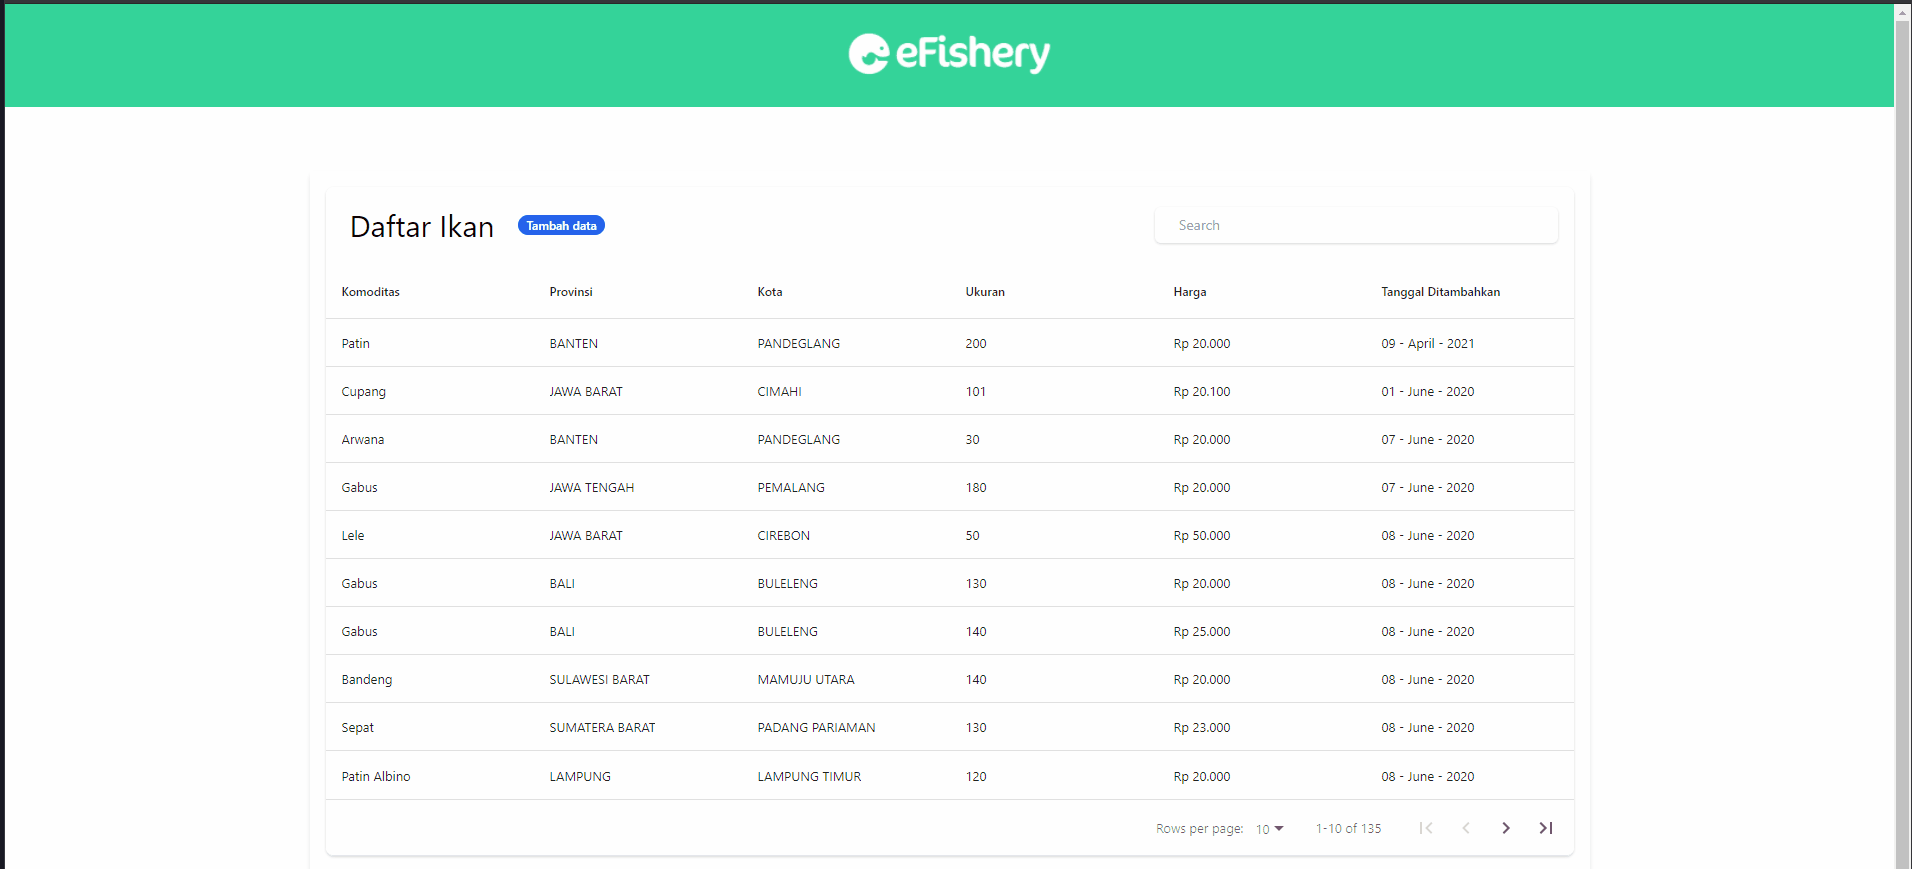 eFishery
Daftar Ikan Tambah data Search
Komoditas Provinsi Kota Ukuran Harga Tanggal Ditambahkan
Patin BANTEN PANDEGLANG 200 Rp 20.000 09 - April - 2021
Cupang JAWA BARAT CIMAHI 101 Rp 20.100 01 - June - 2020
Arwana BANTEN PANDEGLANG 30 Rp 20.000 07 - June - 2020
Gabus JAWA TENGAH PEMALANG 180 Rp 20.000 07 - June - 2020
Lele JAWA BARAT CIREBON 50 Rp 50.000 08 - June - 2020
Gabus BALI BULELENG 130 Rp 20.000 08 - June - 2020
Gabus BALI BULELENG 140 Rp 25.000 08 - June - 2020
Bandeng SULAWESI BARAT MAMUJU UTARA 140 Rp 20.000 08 - June - 2020
Sepat SUMATERA BARAT PADANG PARIAMAN 130 Rp 23.000 08 - June - 2020
Patin Albino LAMPUNG LAMPUNG TIMUR 120 Rp 20.000 08 - June - 2020
Rows per page: 10 1-10 of 135